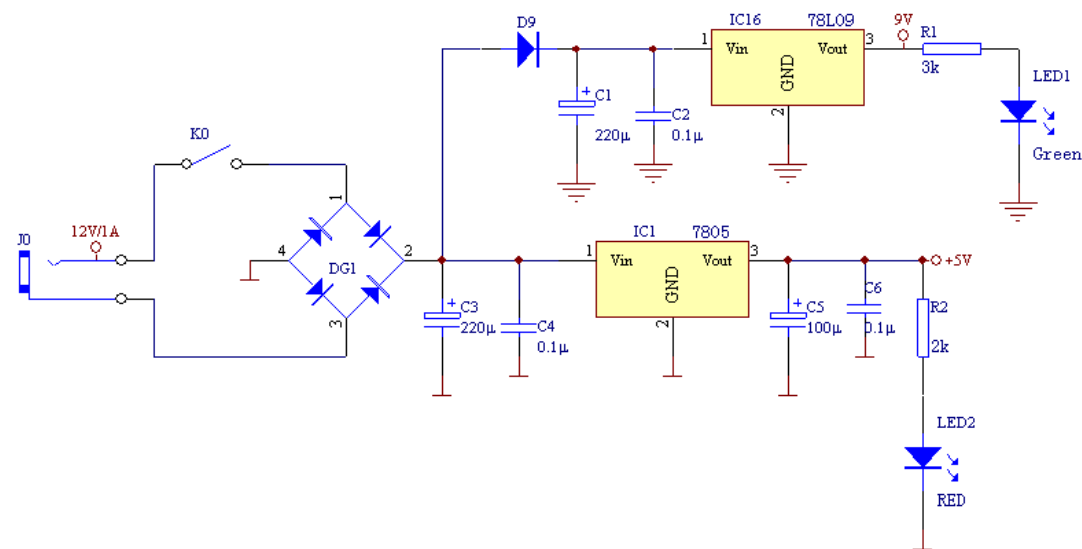 D9
IC16
78L09
9V
R1
1
Vin
Vout
3
GND
2
3k
LED1
Green
C1
220μ
C2
0.1μ
K0
J0
12V/1A
1
4
DG1
2
3
IC1
7805
1
Vin
Vout
3
GND
2
+5V
C3
220μ
C4
0.1μ
C5
100μ
C6
0.1μ
R2
2k
LED2
RED